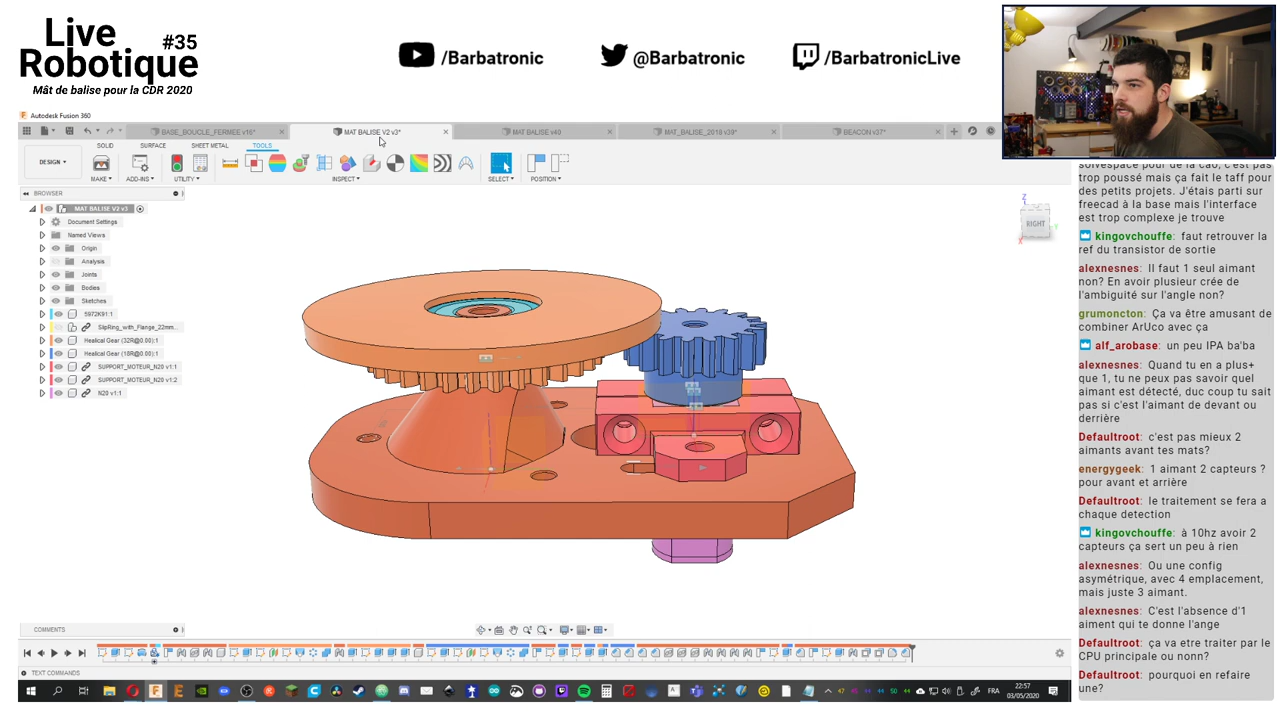 Live
Robotique #35
Mât de balise pour la CDR 2020
/Barbatronic
@Barbatronic
/BarbatronicLive
Autodesk Fusion 360
BASE_BOUCLE_FERMEE v16*
MAT BALISE V2 v3*
MAT BALISE v40
MAT_BALISE_2018 v39*
BEACON v37*
SOLID
SURFACE
SHEET METAL
TOOLS
DESIGN
MAKE
ADD-INS
UTILITY
INSPECT
SELECT
POSITION
BROWSER
MAT BALISE V2 v3
Document Settings
Named Views
Origin
Analysis
Joints
Bodies
Sketches
5972K91:1
SlipRing_with_Flange_22mm...
Healical Gear (32R@0.00):1
Healical Gear (18R@0.00):1
SUPPORT_MOTEUR_N20 v1:1
SUPPORT_MOTEUR_N20 v1:2
N20 v1:1
Z
RIGHT
Y
X
COMMENTS
TEXT COMMANDS
FRA
22:57
03/05/2020
solvespace pour de la cao, c'est pas
trop poussé mais ça fait le taff pour
des petits projets. J'étais parti sur
freecad à la base mais l'interface
est trop complexe je trouve
kingovchouffe: faut retrouver la
ref du transistor de sortie
alexnesnes: Il faut 1 seul aimant
non? En avoir plusieur crée de
l'ambiguité sur l'angle non?
grumoncton: Ça va être amusant de
combiner ArUco avec ça
alf_arobase: un peu IPA ba'ba
alexnesnes: Quand tu en a plus+
que 1, tu ne peux pas savoir quel
aimant est détecté, duc coup tu sait
pas si c'est l'aimant de devant ou
derrière
Defaultroot: c'est pas mieux 2
aimants avant tes mats?
energygeek: 1 aimant 2 capteurs ?
pour avant et arrière
Defaultroot: le traitement se fera a
chaque detection
kingovchouffe: à 10hz avoir 2
capteurs ça sert un peu à rien
alexnesnes: Ou une config
asymétrique, avec 4 emplacement,
mais juste 3 aimant.
alexnesnes: C'est l'absence d'1
aiment qui te donne l'ange
Defaultroot: ça va etre traiter par le
CPU principale ou nonn?
Defaultroot: pourquoi en refaire
une?